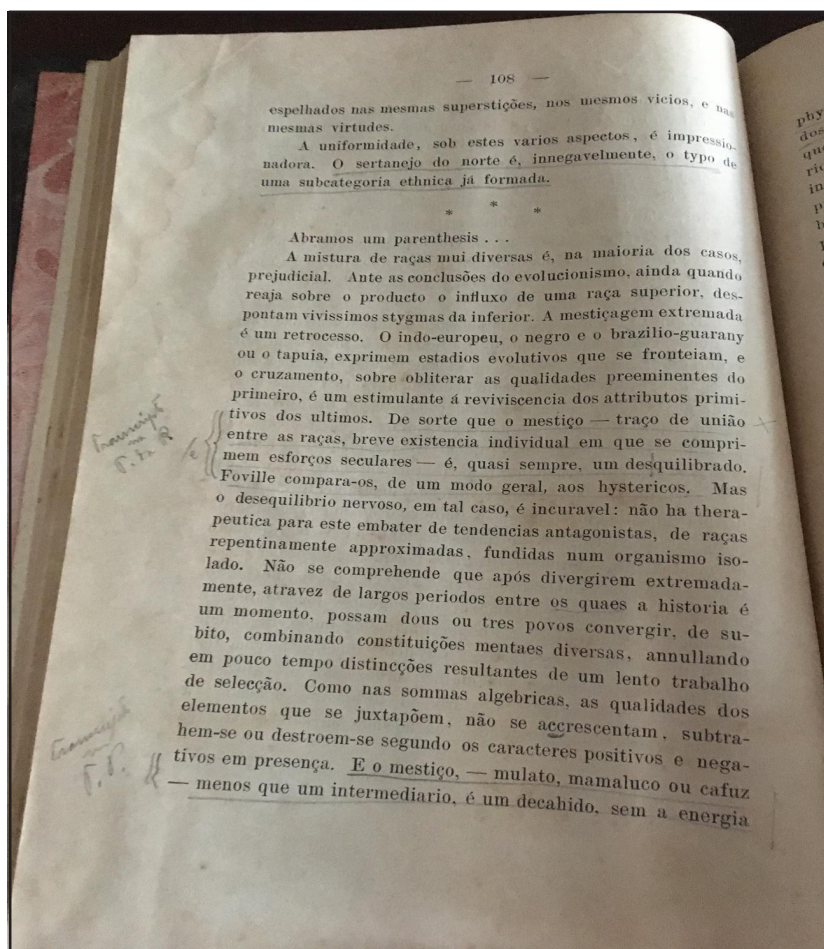 — 108 —
espelhados nas mesmas superstições, nos mesmos vicios, e nas
mesmas virtudes.
A uniformidade, sob estes varios aspectos, é impressio-
nadora. O sertanejo do norte é, innegavelmente, o typo de
uma subcategoria ethnica já formada.
* * *
Abramos um parenthesis . . .
A mistura de raças mui diversas é, na maioria dos casos,
prejudicial. Ante as conclusões do evolucionismo, ainda quando
reaja sobre o producto o influxo de uma raça superior, des-
pontam vivissimos stygmas da inferior. A mestiçagem extremada
é um retrocesso. O indo-europeu, o negro e o brazilio-guarany
ou o tapuia, exprimem estadios evolutivos que se fronteiam, e
o cruzamento, sobre obliterar as qualidades preeminentes do
primeiro, é um estimulante á reviviscencia dos attributos primi-
tivos dos ultimos. De sorte que o mestiço — traço de união
entre as raças, breve existencia individual em que se compri-
mem esforços seculares — é, quasi sempre, um desquilibrado.
Foville compara-os, de um modo geral, aos hystericos. Mas
o desequilibrio nervoso, em tal caso, é incuravel: não ha thera-
peutica para este embater de tendencias antagonistas, de raças
repentinamente approximadas, fundidas num organismo iso-
lado. Não se comprehende que após divergirem extremada-
mente, atravez de largos periodos entre os quaes a historia é
um momento, possam dous ou tres povos convergir, de su-
bito, combinando constituições mentaes diversas, annullando
em pouco tempo distincções resultantes de um lento trabalho
de selecção. Como nas sommas algebricas, as qualidades dos
elementos que se juxtapõem, não se accrescentam, subtra-
hem-se ou destroem-se segundo os caracteres positivos e nega-
tivos em presença. E o mestiço, — mulato, mamaluco ou cafuz
— menos que um intermediario, é um decahido, sem a energia